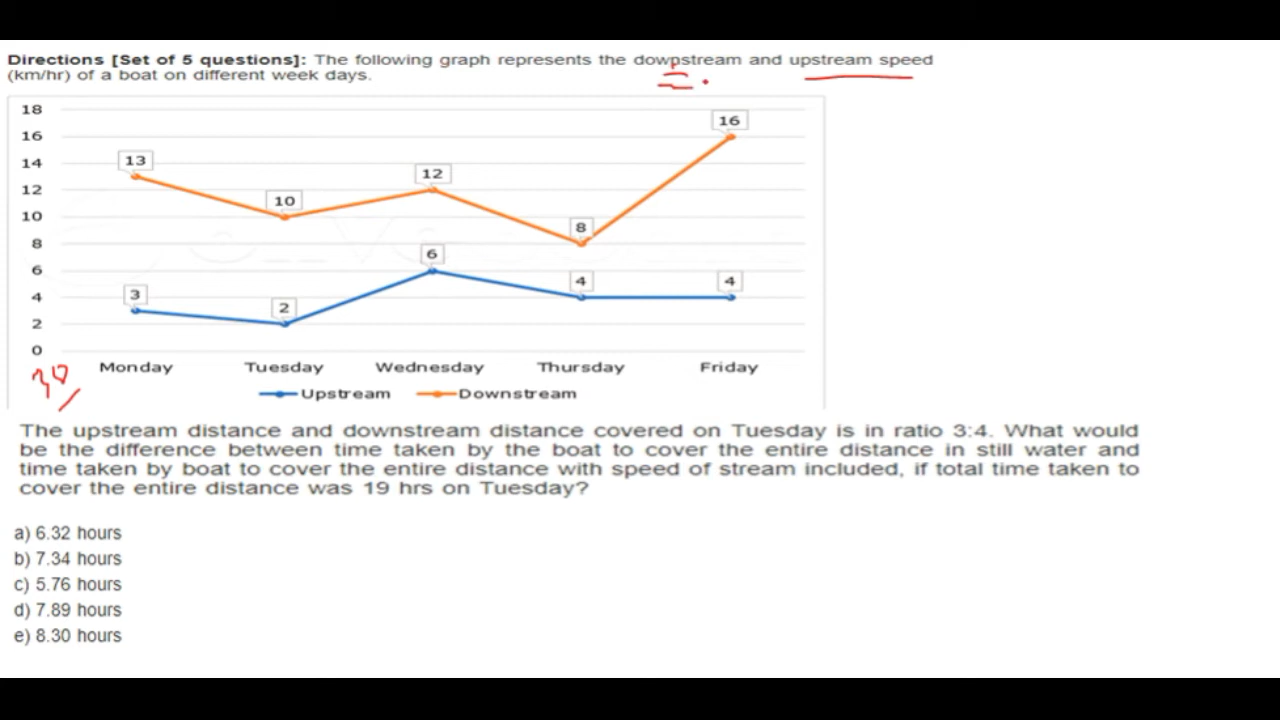 Directions [Set of 5 questions]: The following graph represents the downstream and upstream speed
(km/hr) of a boat on different week days.
18
16
14
12
10
8
6
4
2
0
13
10
12
8
16
3
2
6
4
4
Monday Tuesday Wednesday Thursday Friday
Upstream Downstream
The upstream distance and downstream distance covered on Tuesday is in ratio 3:4. What would
be the difference between time taken by the boat to cover the entire distance in still water and
time taken by boat to cover the entire distance with speed of stream included, if total time taken to
cover the entire distance was 19 hrs on Tuesday?
a) 6.32 hours
b) 7.34 hours
c) 5.76 hours
d) 7.89 hours
e) 8.30 hours